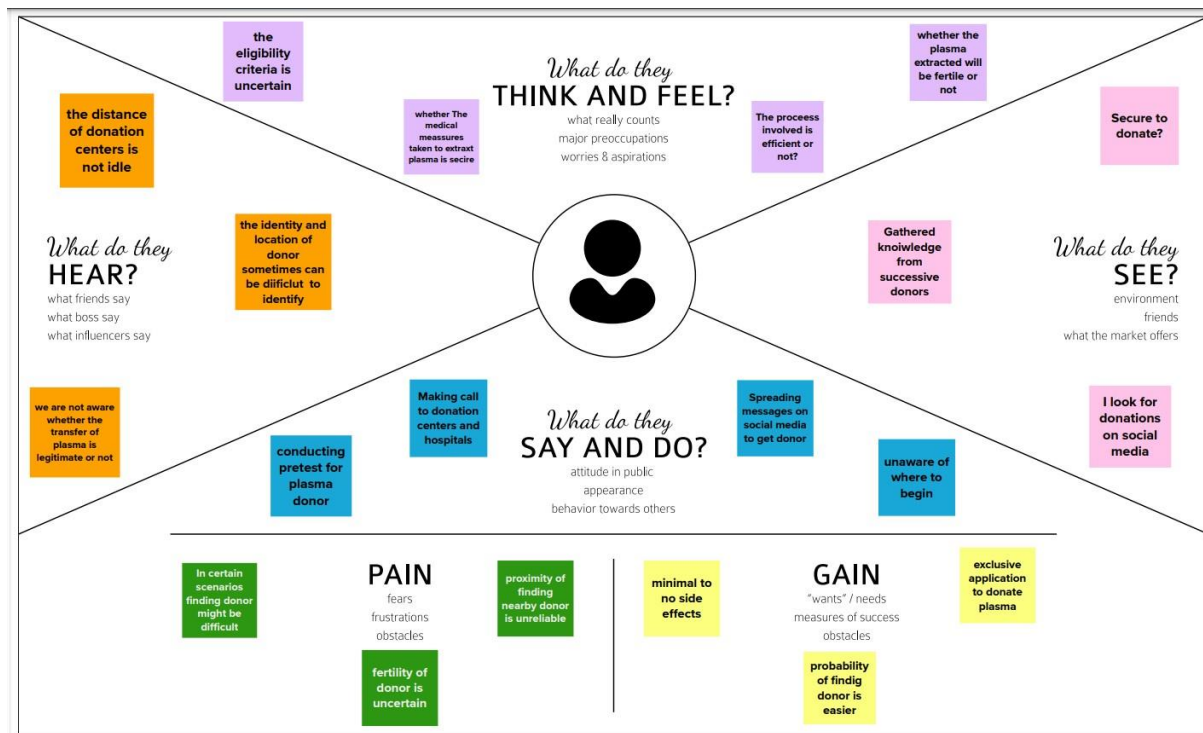 the
eligibility
criteria is
uncertain
whether The
medical
meassures
taken to extraxt
plasma is secire
What do they
THINK AND FEEL?
what really counts
major preoccupations
worries & aspirations
The proceess
involved is
efficient or
not?
whether the
plasma
extracted will
be fertile or
not
the distance
of donation
centers is
not idle
the identity and
location of
donor
sometimes can
be diificlut to
identify
What do they
HEAR?
what friends say
what boss say
what influencers say
we are not aware
whether the
transfer of
plasma is
legitimate or not
Secure to
donate?
Gathered
kniowledge
from
successive
donors
What do they
SEE?
environment
friends
what the market offers
I look for
donations
on social
media
Making call
to donation
centers and
hospitals
conducting
pretest for
plasma
donor
What do they
SAY AND DO?
attitude in public
appearance
behavior towards others
Spreading
messages on
social media
to get donor
unaware of
where to
begin
In certain
scenarios
finding donor
might be
difficult
PAIN
fears
frustrations
obstacles
proximity of
finding
nearby donor
is unreliable
fertility of
donor is
uncertain
minimal to
no side
effects
GAIN
"wants" / needs
measures of success
obstacles
exclusive
application
to donate
plasma
probability
of findig
donor is
easier